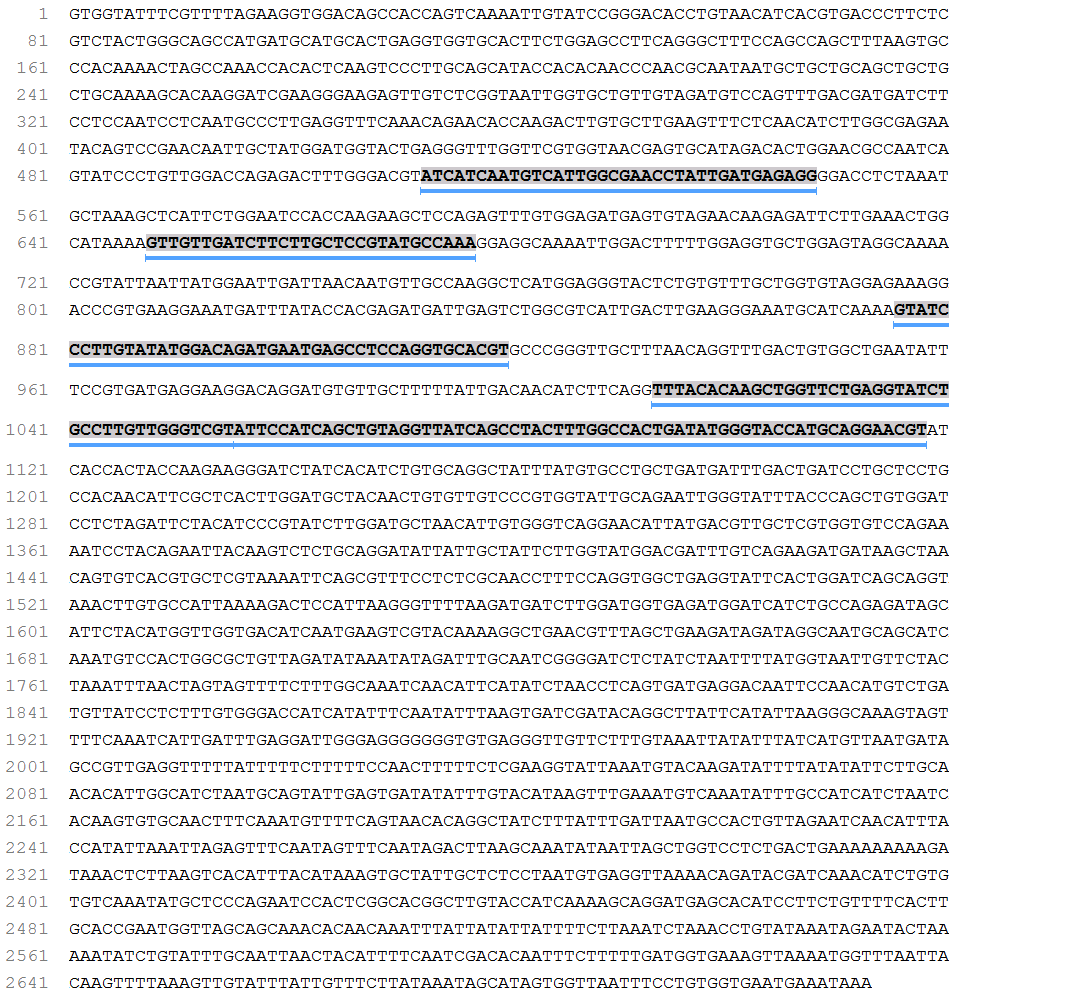 1 GTGGTATTTCGTTTTAGAAGGTGGACAGCCACCAGTCAAAATTGTATCCGGGACACCTGTAACATCACGTGACCCTTCTC
81 GTCTACTGGGCAGCCATGATGCATGCACTGAGGTGGTGCACTTCTGGAGCCTTCAGGGCTTTCCAGCCAGCTTTAAGTGC
161 CCACAAAACTAGCCAAACCACACTCAAGTCCCTTGCAGCATACCACACAACCCAACGCAATAATGCTGCTGCAGCTGCTG
241 CTGCAAAAGCACAAGGATCGAAGGGAAGAGTTGTCTCGGTAATTGGTGCTGTTGTAGATGTCCAGTTTGACGATGATCTT
321 CCTCCAATCCTCAATGCCCTTGAGGTTTCAAACAGAACACCAAGACTTGTGCTTGAAGTTTCTCAACATCTTGGCGAGAA
401 TACAGTCCGAACAATTGCTATGGATGGTACTGAGGGTTTGGTTCGTGGTAACGAGTGCATAGACACTGGAACGCCAATCA
481 GTATCCCTGTTGGACCAGAGACTTTGGGACGTATCATCAATGTCATTGGCGAACCTATTGATGAGAGGGGACCTCTAAAT
561 GCTAAAGCTCATTCTGGAATCCACCAAGAAGCTCCAGAGTTTGTGGAGATGAGTGTAGAACAAGAGATTCTTGAAACTGG
641 CATAAAAGTTGTTGATCTTCTTGCTCCGTATGCCAAAGGAGGCAAAATTGGACTTTTTGGAGGTGCTGGAGTAGGCAAAA
721 CCGTATTAATTATGGAATTGATTAACAATGTTGCCAAGGCTCATGGAGGGTACTCTGTGTTTGCTGGTGTAGGAGAAAGG
801 ACCCGTGAAGGAAATGATTTATACCACGAGATGATTGAGTCTGGCGTCATTGACTTGAAGGGAAATGCATCAAAAGTATC
881 CCTTGTATATGGACAGATGAATGAGCCTCCAGGTGCACGTGCCCGGGTTGCTTTAACAGGTTTGACTGTGGCTGAATATT
961 TCCGTGATGAGGAAGGACAGGATGTGTTGCTTTTTATTGACAACATCTTCAGGTTTACACAAGCTGGTTCTGAGGTATCT
1041 GCCTTGTTGGGTCGTATTCCATCAGCTGTAGGTTATCAGCCTACTTTGGCCACTGATATGGGTACCATGCAGGAACGTAT
1121 CACCACTACCAAGAAGGGATCTATCACATCTGTGCAGGCTATTTATGTGCCTGCTGATGATTTGACTGATCCTGCTCCTG
1201 CCACAACATTCGCTCACTTGGATGCTACAACTGTGTTGTCCCGTGGTATTGCAGAATTGGGTATTTACCCAGCTGTGGAT
1281 CCTCTAGATTCTACATCCCGTATCTTGGATGCTAACATTGTGGGTCAGGAACATTATGACGTTGCTCGTGGTGTCCAGAA
1361 AATCCTACAGAATTACAAGTCTCTGCAGGATATTATTGCTATTCTTGGTATGGACGATTTGTCAGAAGATGATAAGCTAA
1441 CAGTGTCACGTGCTCGTAAAATTCAGCGTTTCCTCTCGCAACCTTTCCAGGTGGCTGAGGTATTCACTGGATCAGCAGGT
1521 AAACTTGTGCCATTAAAAGACTCCATTAAGGGTTTTAAGATGATCTTGGATGGTGAGATGGATCATCTGCCAGAGATAGC
1601 ATTCTACATGGTTGGTGACATCAATGAAGTCGTACAAAAGGCTGAACGTTTAGCTGAAGATAGATAGGCAATGCAGCATC
1681 AAATGTCCACTGGCGCTGTTAGATATAAATATAGATTTGCAATCGGGGATCTCTATCTAATTTTATGGTAATTGTTCTAC
1761 TAAATTTAACTAGTAGTTTTCTTTGGCAAATCAACATTCATATCTAACCTCAGTGATGAGGACAATTCCAACATGTCTGA
1841 TGTTATCCTCTTTGTGGGACCATCATATTTCAATATTTAAGTGATCGATACAGGCTTATTCATATTAAGGGCAAAGTAGT
1921 TTTCAAATCATTGATTTGAGGATTGGGAGGGGGGGTGTGAGGGTTGTTCTTTGTAAATTATATTTATCATGTTAATGATA
2001 GCCGTTGAGGTTTTTATTTTTCTTTTTCCAACTTTTTCTCGAAGGTATTAAATGTACAAGATATTTTATATATTCTTGCA
2081 ACACATTGGCATCTAATGCAGTATTGAGTGATATATTTGTACATAAGTTTGAAATGTCAAATATTTGCCATCATCTAATC
2161 ACAAGTGTGCAACTTTCAAATGTTTTCAGTAACACAGGCTATCTTTATTTGATTAATGCCACTGTTAGAATCAACATTTA
2241 CCATATTAAATTAGAGTTTCAATAGTTTCAATAGACTTAAGCAAATATAATTAGCTGGTCCTCTGACTGAAAAAAAAAGA
2321 TAAACTCTTAAGTCACATTTACATAAAGTGCTATTGCTCTCCTAATGTGAGGTTAAAACAGATACGATCAAACATCTGTG
2401 TGTCAAATATGCTCCCAGAATCCACTCGGCACGGCTTGTACCATCAAAAGCAGGATGAGCACATCCTTCTGTTTTCACTT
2481 GCACCGAATGGTTAGCAGCAAACACAACAAATTTATTATATTATTTTCTTAAATCTAAACCTGTATAAATAGAATACTAA
2561 AAATATCTGTATTTGCAATTAACTACATTTTCAATCGACACAATTTCTTTTTGATGGTGAAAGTTAAAATGGTTTAATTA
2641 CAAGTTTTAAAGTTGTATTTATTGTTTCTTATAAATAGCATAGTGGTTAATTTCCTGTGGTGAATGAAATAAA